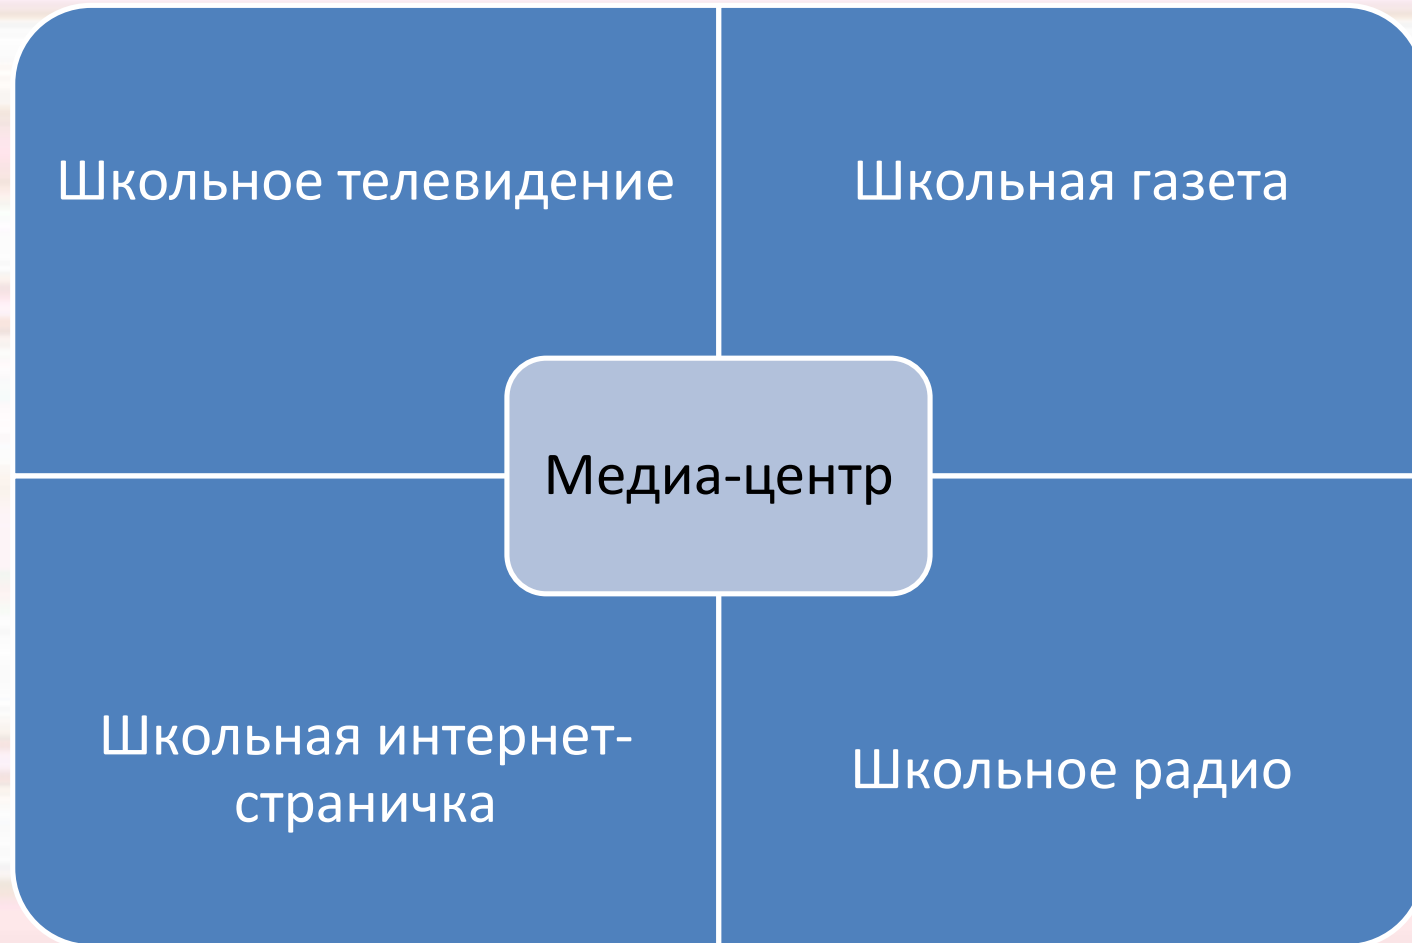 Школьное телевидение
Школьная газета
Медиа-центр
Школьная интернет-
страничка
Школьное радио